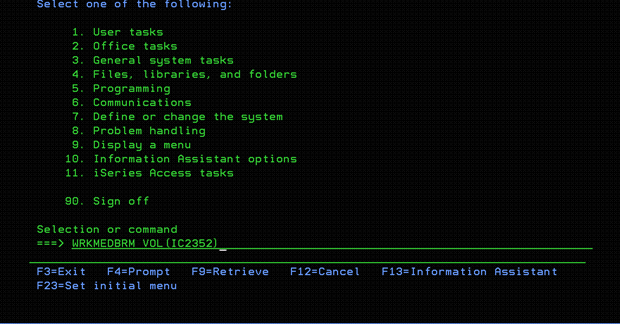 Select one of the following:
1. User tasks
2. Office tasks
3. General system tasks
4. Files, libraries, and folders
5. Programming
6. Communications
7. Define or change the system
8. Problem handling
9. Display a menu
10. Information Assistant options
11. iSeries Access tasks
90. Sign off
Selection or command
===> WRKMEDBRM VOL(IC2352)
F3=Exit F4=Prompt F9=Retrieve F12=Cancel F13=Information Assistant
F23=Set initial menu